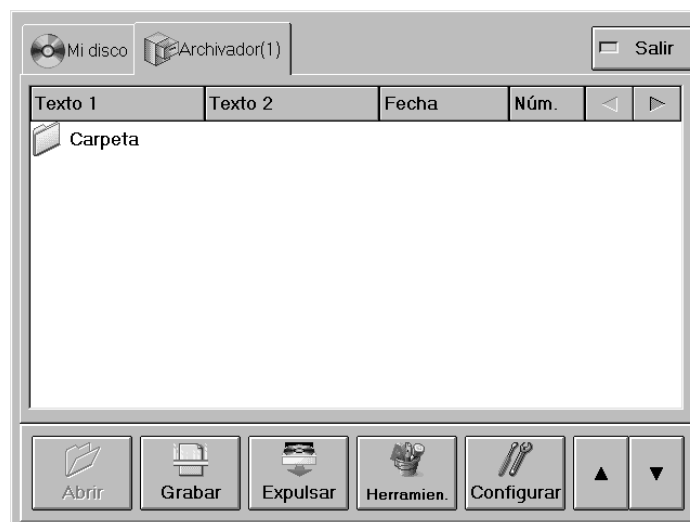 Mi disco Archivador(1) Salir
Texto 1 Texto 2 Fecha Núm.
Carpeta
Abrir Grabar Expulsar Herramien. Configurar